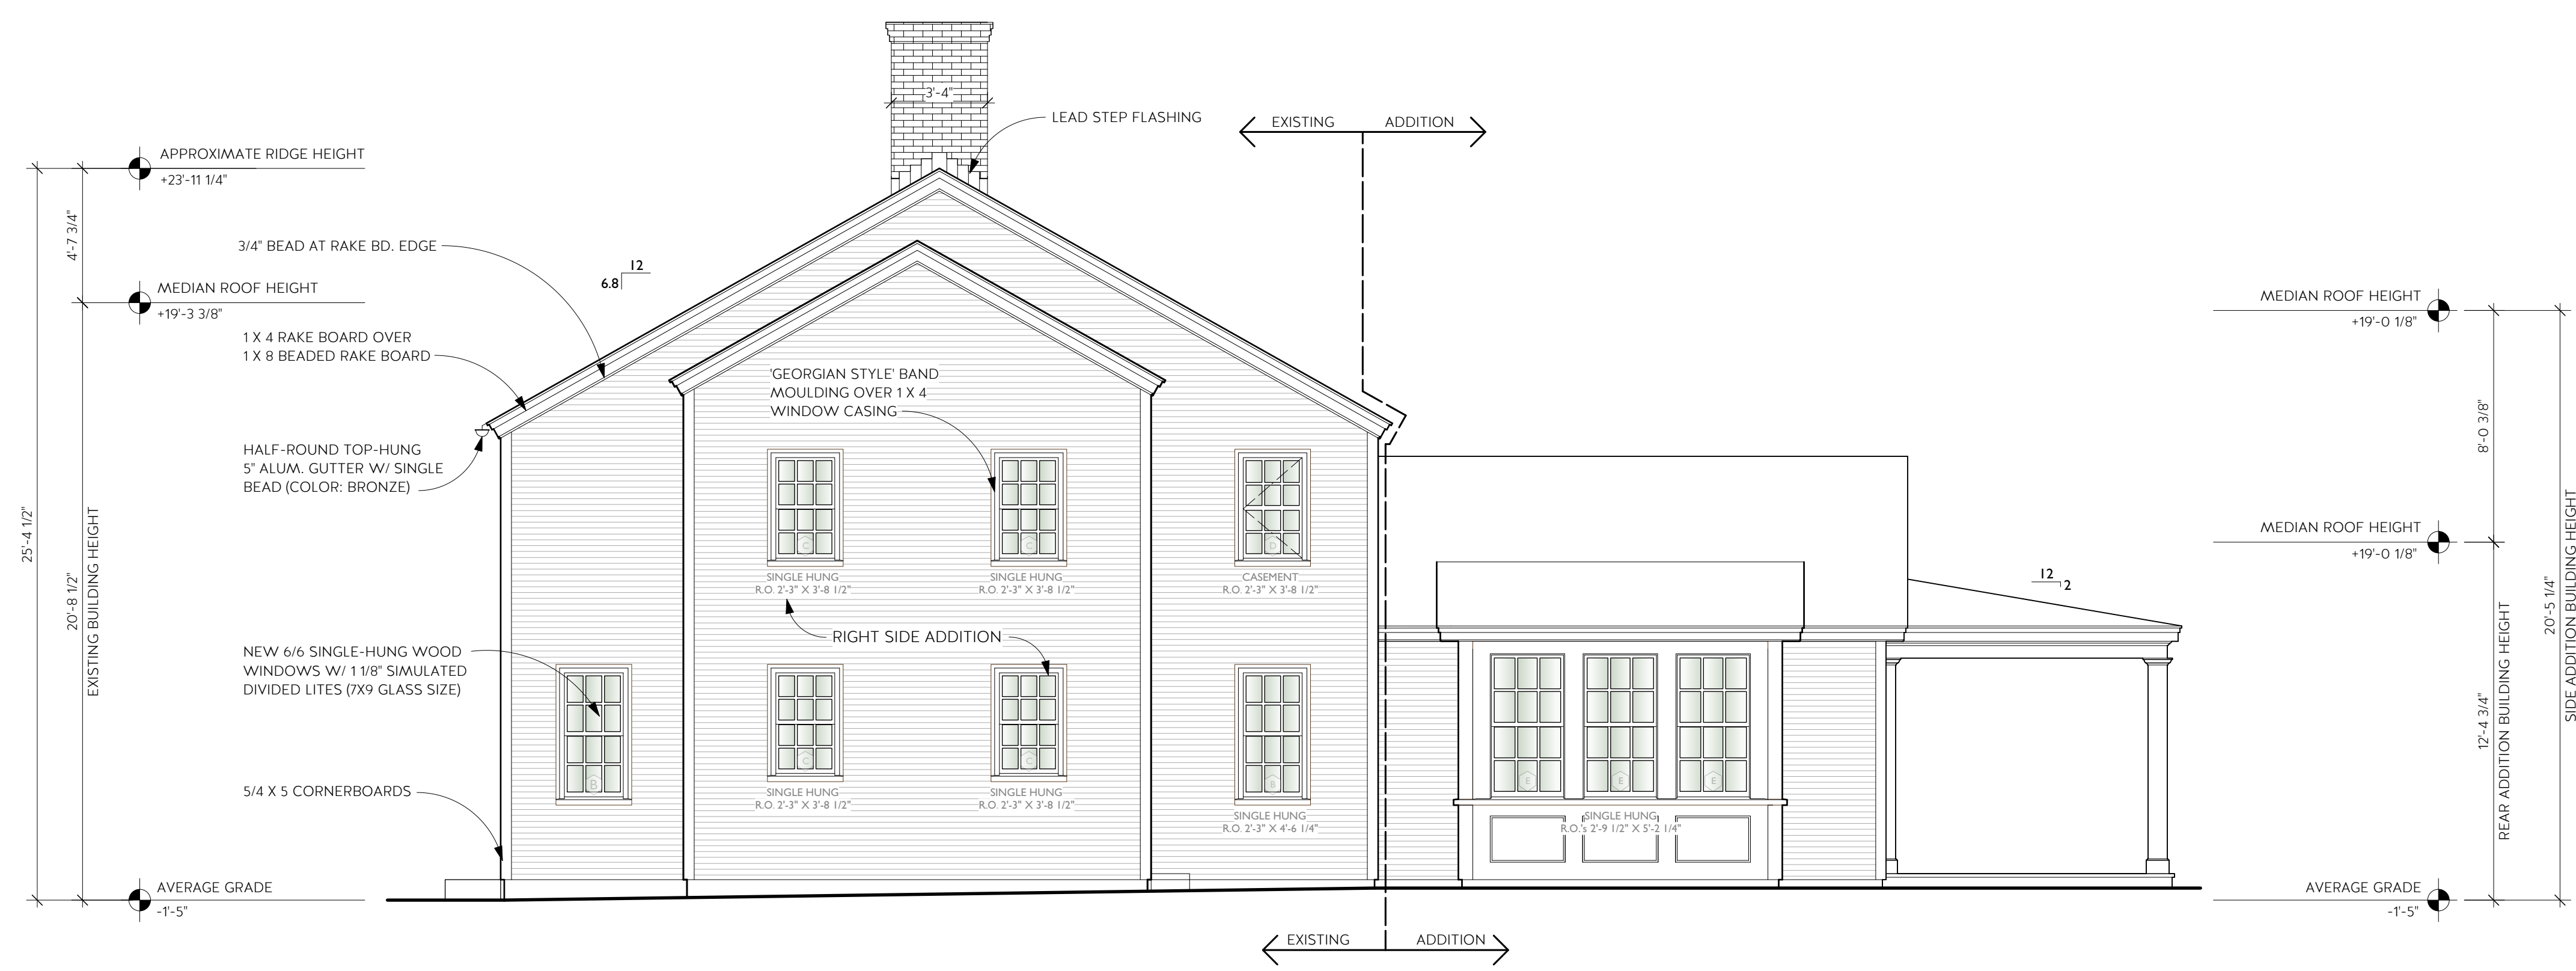 3'-4"
LEAD STEP FLASHING
EXISTING
ADDITION
APPROXIMATE RIDGE HEIGHT
+23'-11 1/4"
4'-7 3/4"
3/4" BEAD AT RAKE BD. EDGE
12
6.8
MEDIAN ROOF HEIGHT
+19'-3 3/8"
MEDIAN ROOF HEIGHT
+19'-0 1/8"
1 X 4 RAKE BOARD OVER
1 X 8 BEADED RAKE BOARD
'GEORGIAN STYLE' BAND
MOULDING OVER 1 X 4
WINDOW CASING
8'-0 3/8"
HALF-ROUND TOP-HUNG
5" ALUM. GUTTER W/ SINGLE
BEAD (COLOR: BRONZE)
25'-4 1/2"
20'-8 1/2"
EXISTING BUILDING HEIGHT
C
C
D
SINGLE HUNG
R.O. 2'-3" X 3'-8 1/2"
SINGLE HUNG
R.O. 2'-3" X 3'-8 1/2"
CASEMENT
R.O. 2'-3" X 3'-8 1/2"
MEDIAN ROOF HEIGHT
+19'-0 1/8"
12
2
RIGHT SIDE ADDITION
20'-5 1/4"
SIDE ADDITION BUILDING HEIGHT
12'-4 3/4"
REAR ADDITION BUILDING HEIGHT
NEW 6/6 SINGLE-HUNG WOOD
WINDOWS W/ 1 1/8" SIMULATED
DIVIDED LITES (7X9 GLASS SIZE)
B
C
C
B
E
E
E
SINGLE HUNG
R.O. 2'-3" X 3'-8 1/2"
SINGLE HUNG
R.O. 2'-3" X 3'-8 1/2"
SINGLE HUNG
R.O. 2'-3" X 4'-6 1/4"
SINGLE HUNG
R.O.'s 2'-9 1/2" X 5'-2 1/4"
5/4 X 5 CORNERBOARDS
AVERAGE GRADE
-1'-5"
AVERAGE GRADE
-1'-5"
EXISTING
ADDITION